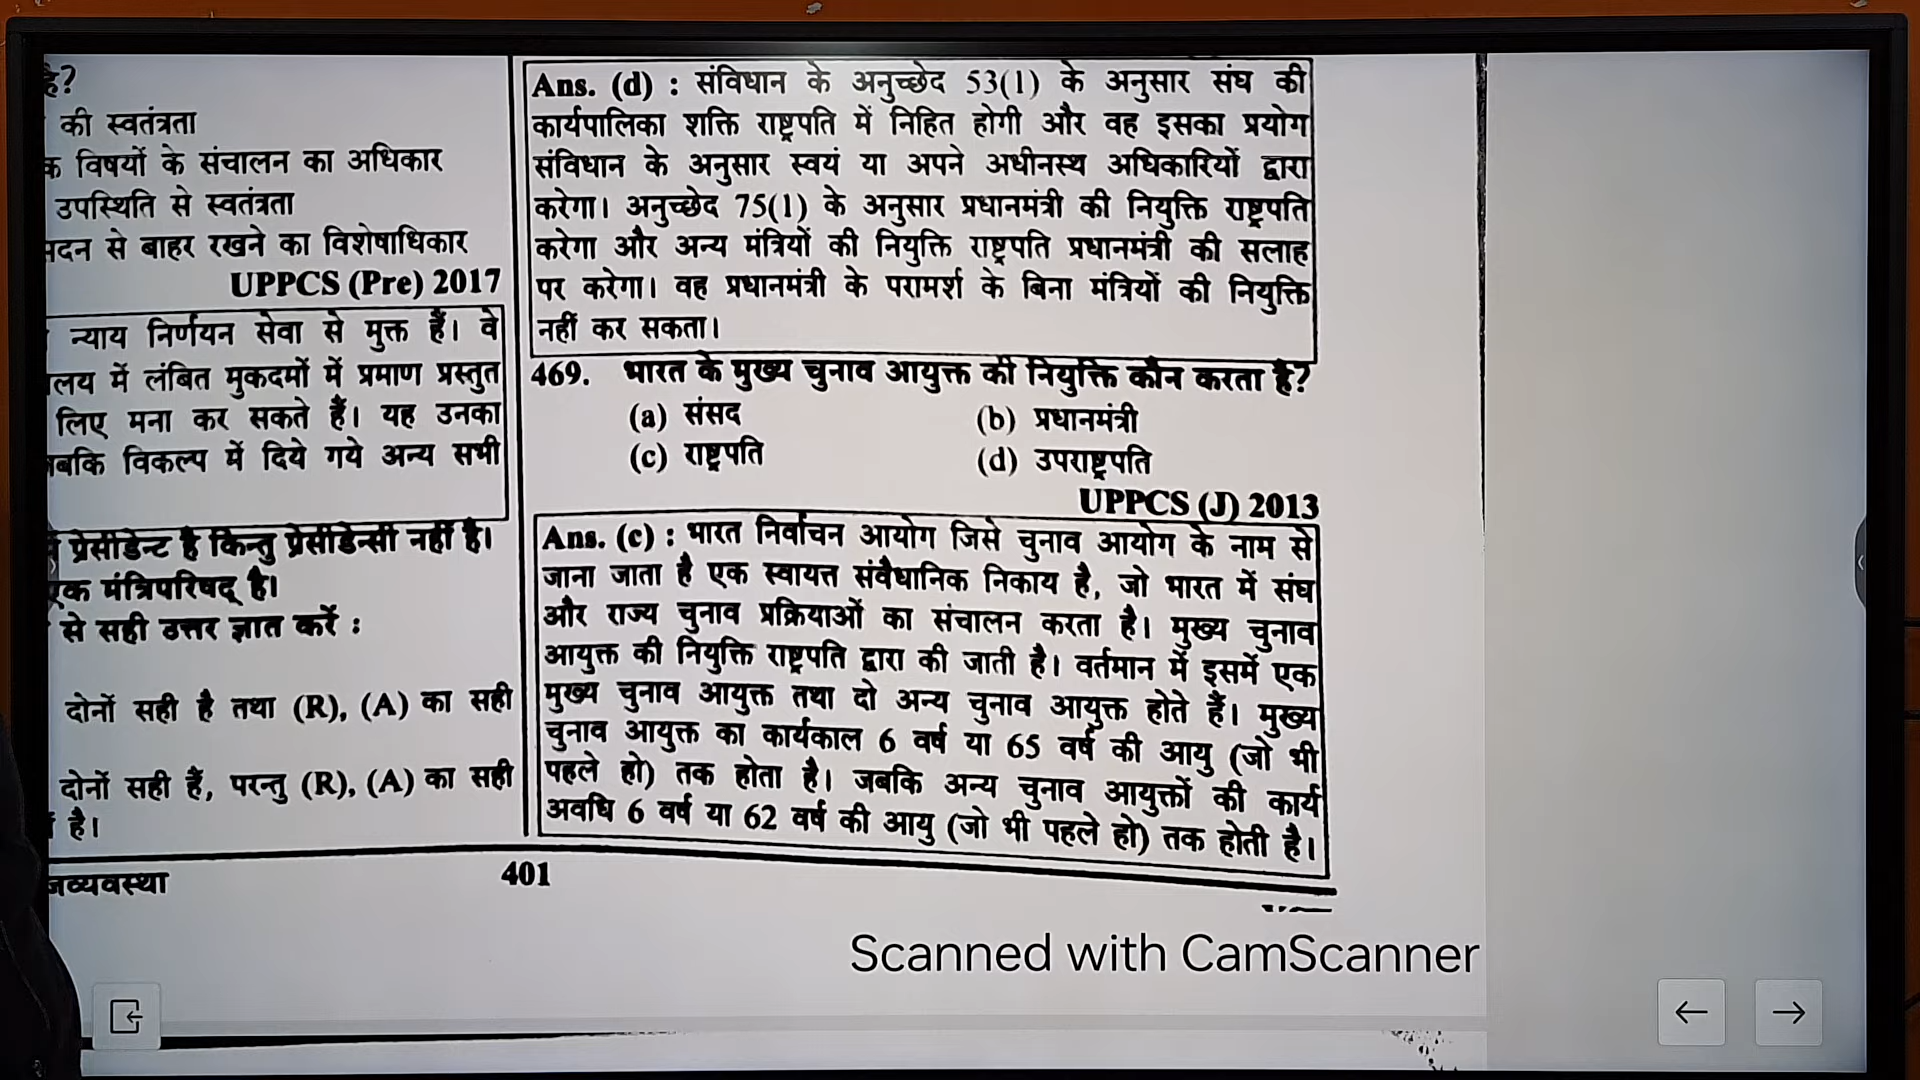 है?
की स्वतंत्रता
क विषयों के संचालन का अधिकार
उपस्थिति से स्वतंत्रता
सदन से बाहर रखने का विशेषाधिकार
UPPCS (Pre) 2017
न्याय निर्णयन सेवा से मुक्त हैं। वे
लय में लंबित मुकदमों में प्रमाण प्रस्तुत
लिए मना कर सकते हैं। यह उनका
बकि विकल्प में दिये गये अन्य सभी
प्रेसीडेन्ट है किन्तु प्रेसीडेन्सी नहीं है।
एक मंत्रिपरिषद् है।
से सही उत्तर ज्ञात करें :
दोनों सही है तथा (R), (A) का सही
दोनों सही हैं, परन्तु (R), (A) का सही
है।
जव्यवस्था
401
Ans. (d) : संविधान के अनुच्छेद 53(1) के अनुसार संघ की
कार्यपालिका शक्ति राष्ट्रपति में निहित होगी और वह इसका प्रयोग
संविधान के अनुसार स्वयं या अपने अधीनस्थ अधिकारियों द्वारा
करेगा। अनुच्छेद 75(1) के अनुसार प्रधानमंत्री की नियुक्ति राष्ट्रपति
करेगा और अन्य मंत्रियों की नियुक्ति राष्ट्रपति प्रधानमंत्री की सलाह
पर करेगा। वह प्रधानमंत्री के परामर्श के बिना मंत्रियों की नियुक्ति
नहीं कर सकता।
469. भारत के मुख्य चुनाव आयुक्त की नियुक्ति कौन करता है?
(a) संसद (b) प्रधानमंत्री
(c) राष्ट्रपति (d) उपराष्ट्रपति
UPPCS (J) 2013
Ans. (c) : भारत निर्वाचन आयोग जिसे चुनाव आयोग के नाम से
जाना जाता है एक स्वायत्त संवैधानिक निकाय है, जो भारत में संघ
और राज्य चुनाव प्रक्रियाओं का संचालन करता है। मुख्य चुनाव
आयुक्त की नियुक्ति राष्ट्रपति द्वारा की जाती है। वर्तमान में इसमें एक
मुख्य चुनाव आयुक्त तथा दो अन्य चुनाव आयुक्त होते हैं। मुख्य
चुनाव आयुक्त का कार्यकाल 6 वर्ष या 65 वर्ष की आयु (जो भी
पहले हो) तक होता है। जबकि अन्य चुनाव आयुक्तों की कार्य
अवधि 6 वर्ष या 62 वर्ष की आयु (जो भी पहले हो) तक होती है।
Scanned with CamScanner